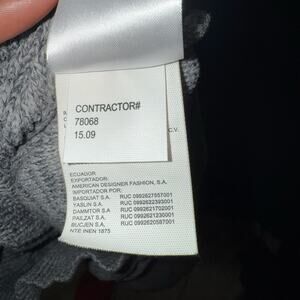 CONTRACTOR#
78068
15.09
C.V.
ECUADOR
EXPORTADOR:
AMERICAN DESIGNER FASHION, S.A.
IMPORTADOR POR:
BASQUIAT S.A. RUC 0992627557001
YASLIN S.A. RUC 0992622393001
DAMMTOR S.A. RUC 0992621702001
PAILZAT S.A. RUC 0992621230001
BUCJEN S.A, RUC 0992620587001
NTE INEN 1875